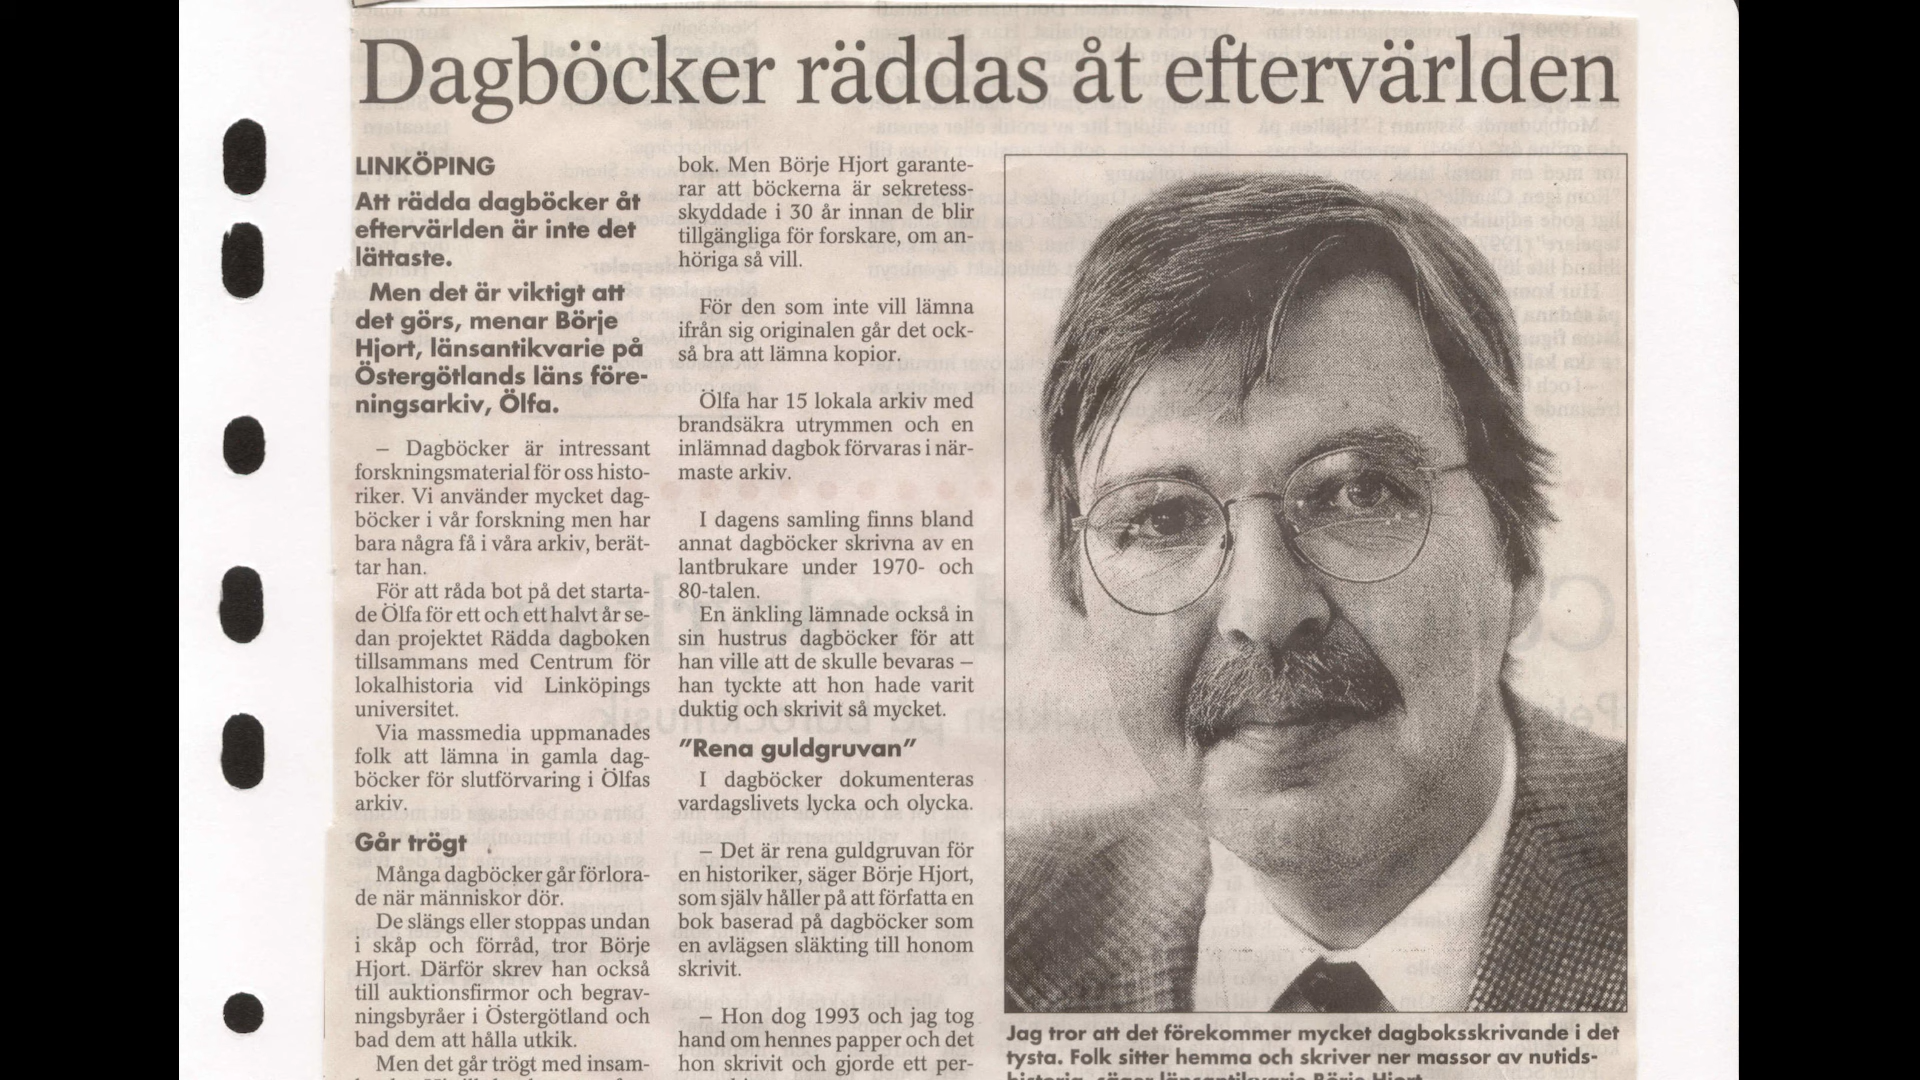 Dagböcker räddas åt eftervärlden
LINKÖPING
Att rädda dagböcker åt
eftervärlden är inte det
lättaste.
Men det är viktigt att
det görs, menar Börje
Hjort, länsantikvarie på
Östergötlands läns före-
ningsarkiv, Ölfa.
– Dagböcker är intressant
forskningsmaterial för oss histo-
riker. Vi använder mycket dag-
böcker i vår forskning men har
bara några få i våra arkiv, berät-
tar han.
För att råda bot på det starta-
de Ölfa för ett och ett halvt år se-
dan projektet Rädda dagboken
tillsammans med Centrum för
lokalhistoria vid Linköpings
universitet.
Via massmedia uppmanades
folk att lämna in gamla dag-
böcker för slutförvaring i Ölfas
arkiv.
Går trögt
Många dagböcker går förlora-
de när människor dör.
De slängs eller stoppas undan
i skåp och förråd, tror Börje
Hjort. Därför skrev han också
till auktionsfirmor och begrav-
ningsbyråer i Östergötland och
bad dem att hålla utkik.
Men det går trögt med insam-
bok. Men Börje Hjort garante-
rar att böckerna är sekretess-
skyddade i 30 år innan de blir
tillgängliga för forskare, om an-
höriga så vill.
För den som inte vill lämna
ifrån sig originalen går det ock-
så bra att lämna kopior.
Ölfa har 15 lokala arkiv med
brandsäkra utrymmen och en
inlämnad dagbok förvaras i när-
maste arkiv.
I dagens samling finns bland
annat dagböcker skrivna av en
lantbrukare under 1970- och
80-talen.
En änkling lämnade också in
sin hustrus dagböcker för att
han ville att de skulle bevaras –
han tyckte att hon hade varit
duktig och skrivit så mycket.
”Rena guldgruvan”
I dagböcker dokumenteras
vardagslivets lycka och olycka.
– Det är rena guldgruvan för
en historiker, säger Börje Hjort,
som själv håller på att författa en
bok baserad på dagböcker som
en avlägsen släkting till honom
skrivit.
– Hon dog 1993 och jag tog
hand om hennes papper och det
hon skrivit och gjorde ett per-
Jag tror att det förekommer mycket dagboksskrivande i det
tysta. Folk sitter hemma och skriver ner massor av nutids-
historia, säger länsantikvarie Börje Hjort.